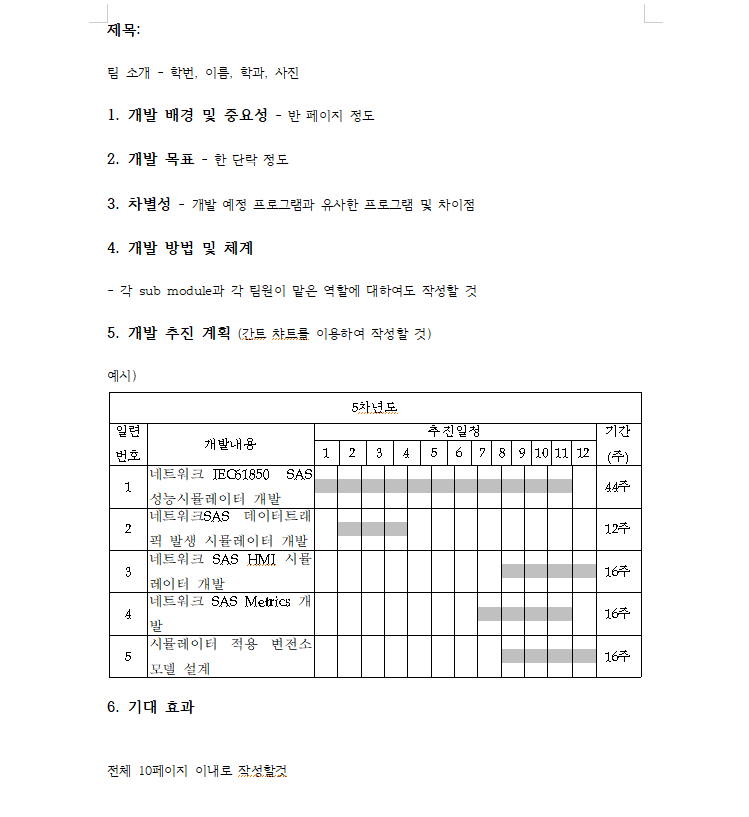 제목:
팀 소개 - 학번, 이름, 학과, 사진
1. 개발 배경 및 중요성 - 반 페이지 정도
2. 개발 목표 - 한 단락 정도
3. 차별성 - 개발 예정 프로그램과 유사한 프로그램 및 차이점
4. 개발 방법 및 체계
- 각 sub module과 각 팀원이 맡은 역할에 대하여도 작성할 것
5. 개발 추진 계획 (간트 챠트를 이용하여 작성할 것)
예시)
5차년도
일련 번호 개발내용 추진일정 기간 (주)
1 2 3 4 5 6 7 8 9 10 11 12
1 네트워크 IEC61850 SAS 44주
성능시뮬레이터 개발
2 네트워크SAS 데이터트래 12주
픽 발생 시뮬레이터 개발
3 네트워크 SAS HMI 시뮬 16주
레이터 개발
4 네트워크 SAS Metrics 개 16주
발
5 시뮬레이터 적용 변전소 16주
모델 설계
6. 기대 효과
전체 10페이지 이내로 작성할것